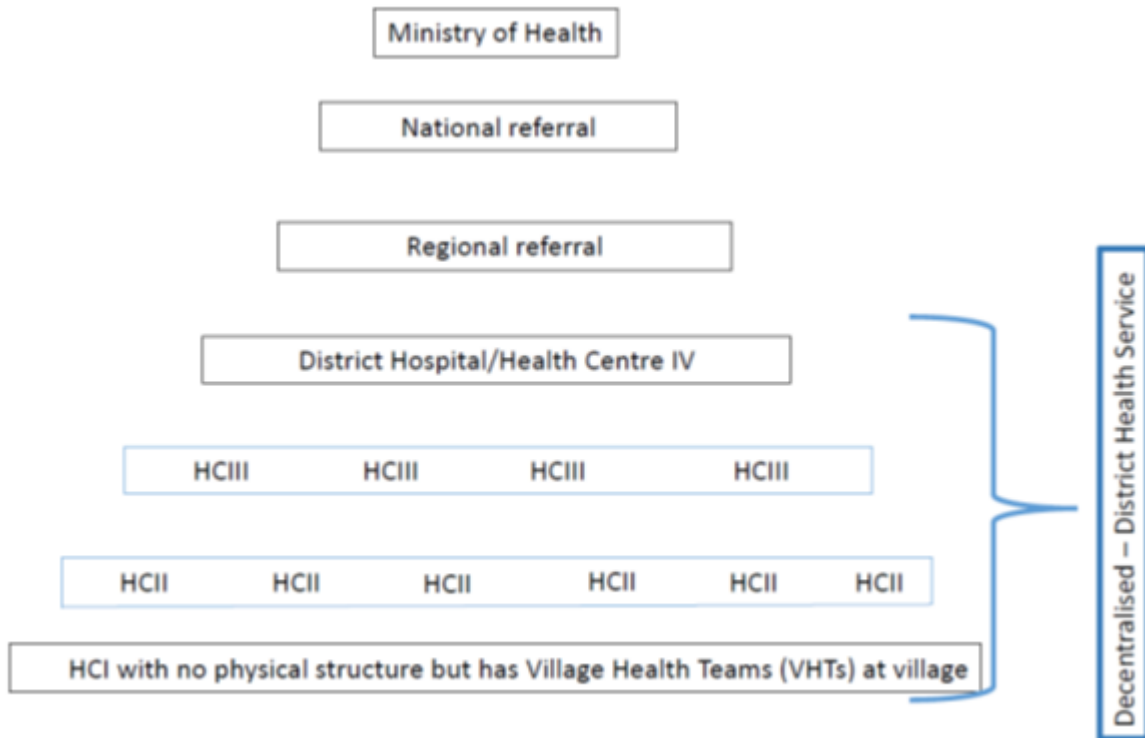 Ministry of Health
National referral
Regional referral
District Hospital/Health Centre IV
HCIII HCIII HCIII HCIII
HCII HCII HCII HCII HCII HCII
HCI with no physical structure but has Village Health Teams (VHTs) at village
Decentralised – District Health Service